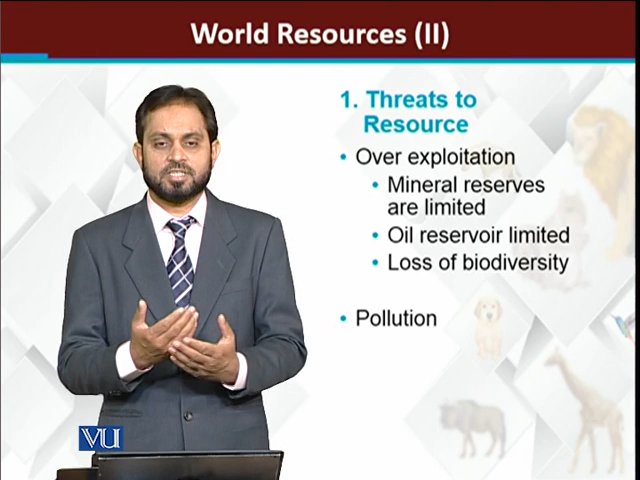 World Resources (II)
1. Threats to
Resource
• Over exploitation
• Mineral reserves
are limited
• Oil reservoir limited
• Loss of biodiversity
• Pollution
VU